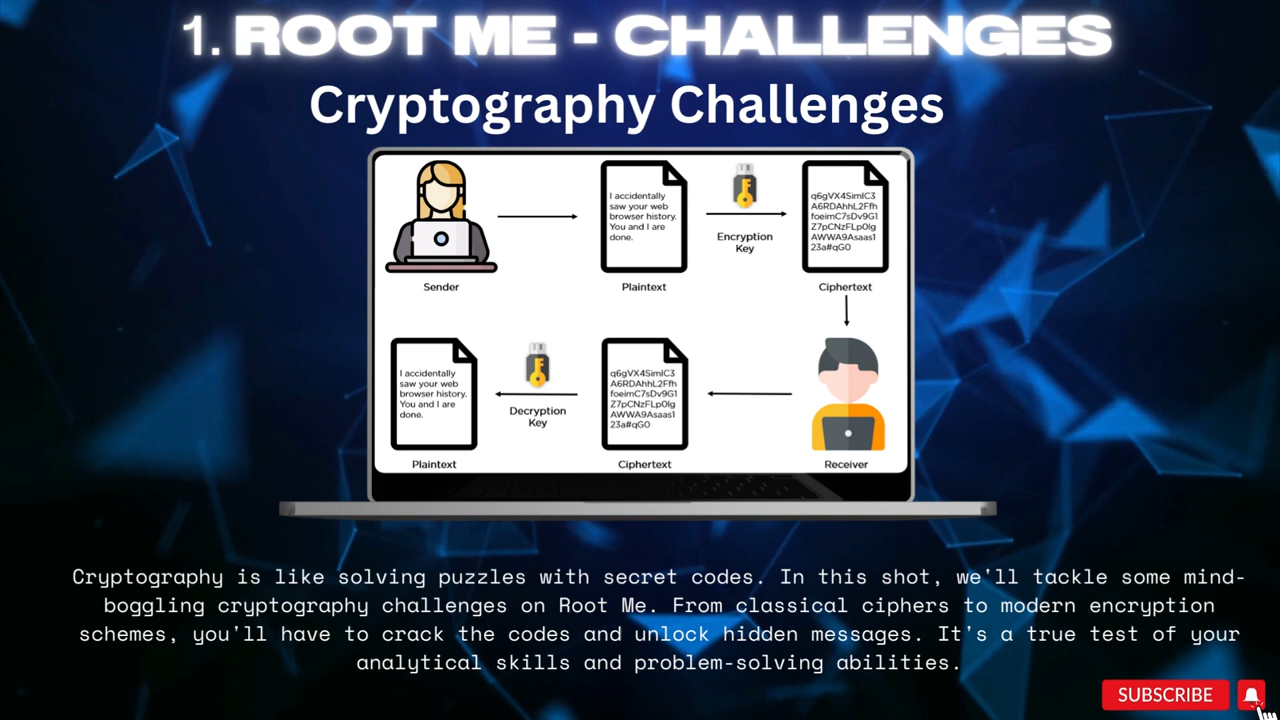 1. ROOT ME - CHALLENGES
Cryptography Challenges
I accidentally
saw your web
browser history.
You and I are
done.
Encryption
Key
q6gVX4SimlC3
A6RDAhhL2Ffh
foeimC7sDv9G1
Z7pCNzFLp0lg
AWWA9Asaas1
23a#qG0
Sender
Plaintext
Ciphertext
I accidentally
saw your web
browser history.
You and I are
done.
Decryption
Key
q6gVX4SimlC3
A6RDAhhL2Ffh
foeimC7sDv9G1
Z7pCNzFLp0lg
AWWA9Asaas1
23a#qG0
Plaintext
Ciphertext
Receiver
Cryptography is like solving puzzles with secret codes. In this shot, we'll tackle some mind-
boggling cryptography challenges on Root Me. From classical ciphers to modern encryption
schemes, you'll have to crack the codes and unlock hidden messages. It's a true test of your
analytical skills and problem-solving abilities.
SUBSCRIBE